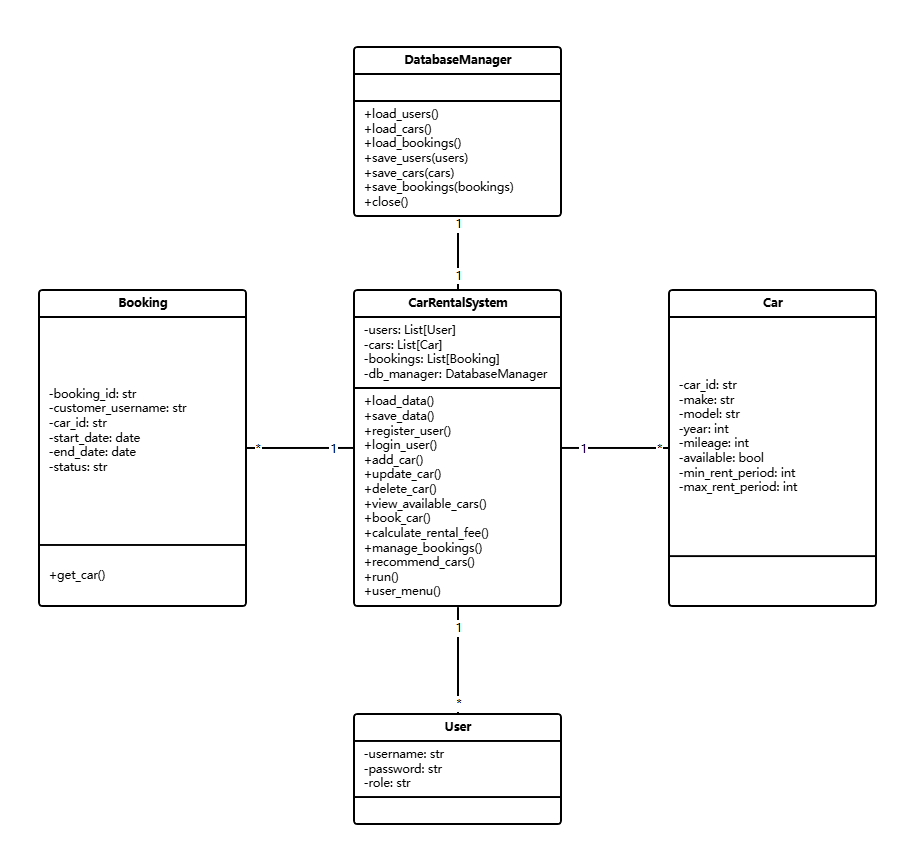 DatabaseManager
+load_users()
+load_cars()
+load_bookings()
+save_users(users)
+save_cars(cars)
+save_bookings(bookings)
+close()
1
1
Booking
-booking_id: str
-customer_username: str
-car_id: str
-start_date: date
-end_date: date
-status: str
+get_car()
*
1
CarRentalSystem
-users: List[User]
-cars: List[Car]
-bookings: List[Booking]
-db_manager: DatabaseManager
+load_data()
+save_data()
+register_user()
+login_user()
+add_car()
+update_car()
+delete_car()
+view_available_cars()
+book_car()
+calculate_rental_fee()
+manage_bookings()
+recommend_cars()
+run()
+user_menu()
1
*
Car
-car_id: str
-make: str
-model: str
-year: int
-mileage: int
-available: bool
-min_rent_period: int
-max_rent_period: int
1
*
User
-username: str
-password: str
-role: str